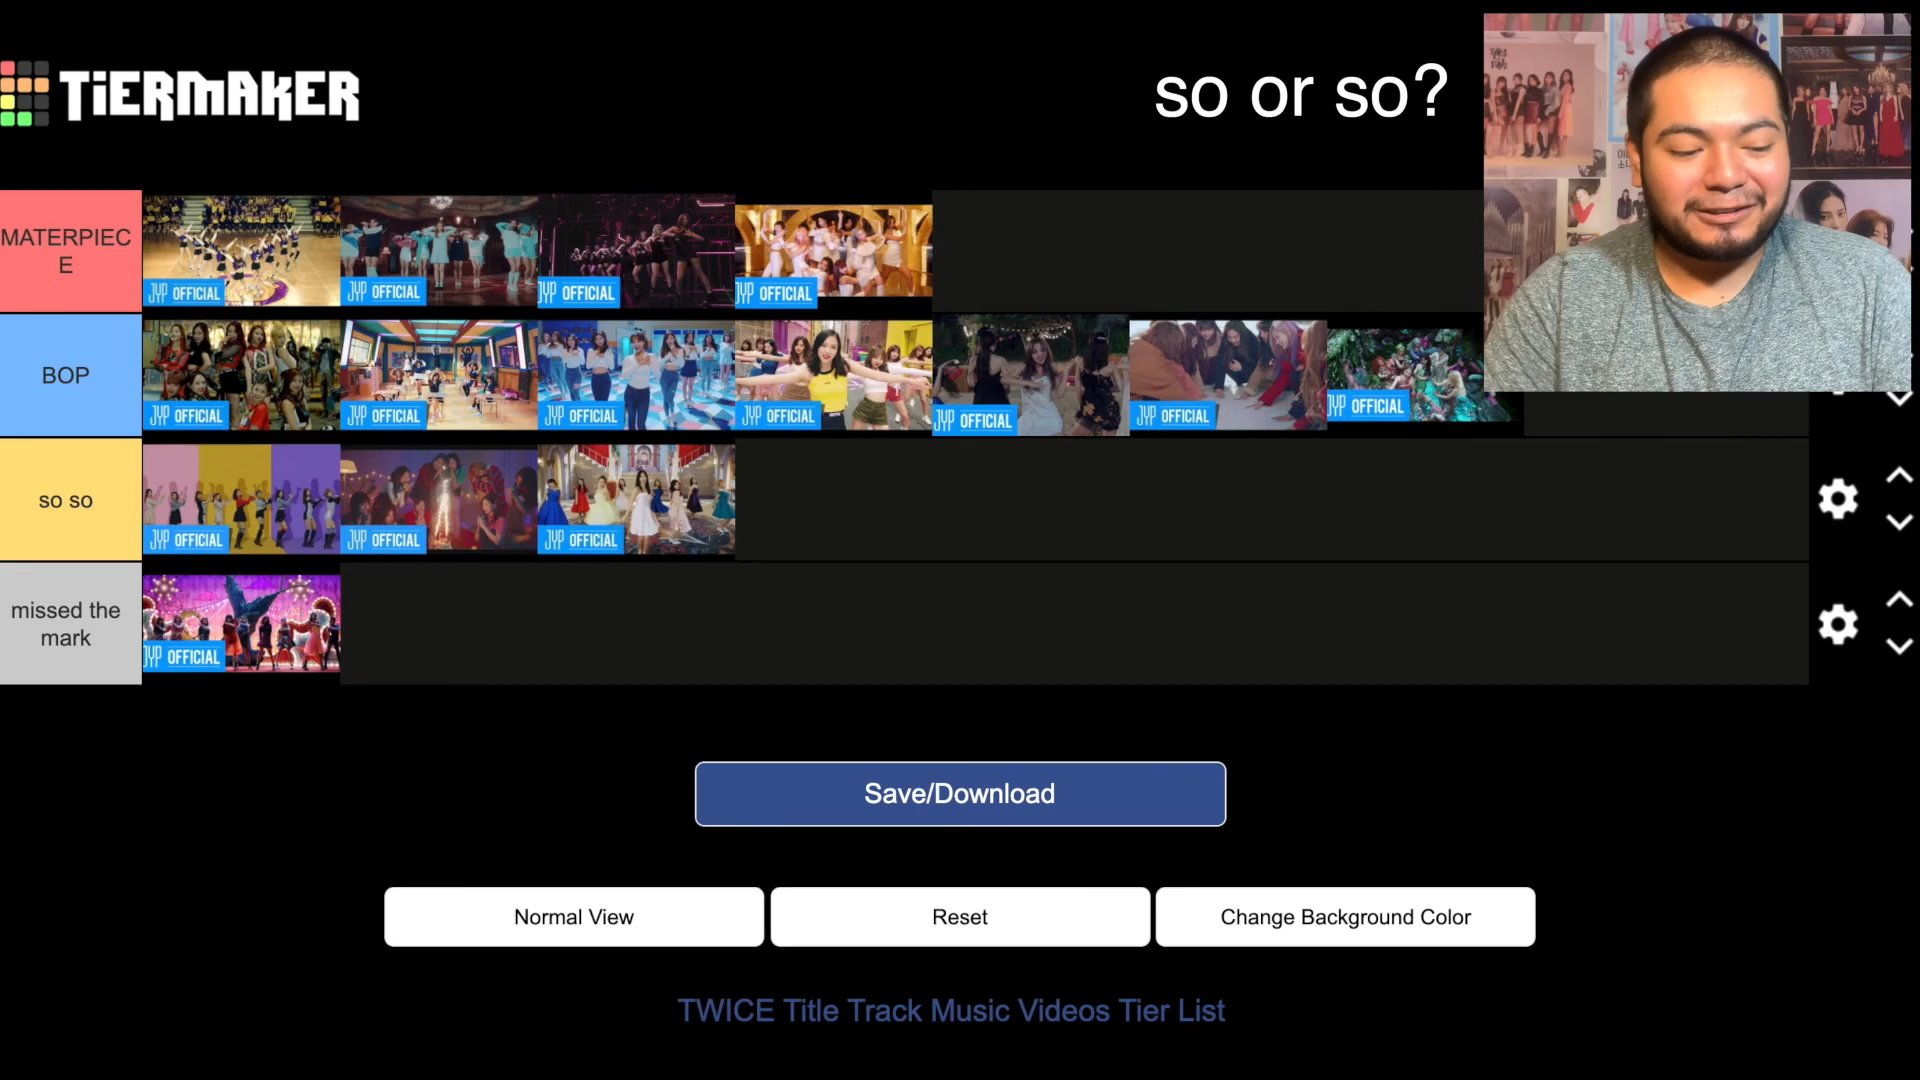 TiERMAKER
so or so?
MATERPIEC
E
JYP OFFICIAL
JYP OFFICIAL
JYP OFFICIAL
JYP OFFICIAL
BOP
JYP OFFICIAL
JYP OFFICIAL
JYP OFFICIAL
JYP OFFICIAL
JYP OFFICIAL
JYP OFFICIAL
JYP OFFICIAL
so so
JYP OFFICIAL
JYP OFFICIAL
JYP OFFICIAL
missed the
mark
JYP OFFICIAL
Save/Download
Normal View
Reset
Change Background Color
TWICE Title Track Music Videos Tier List